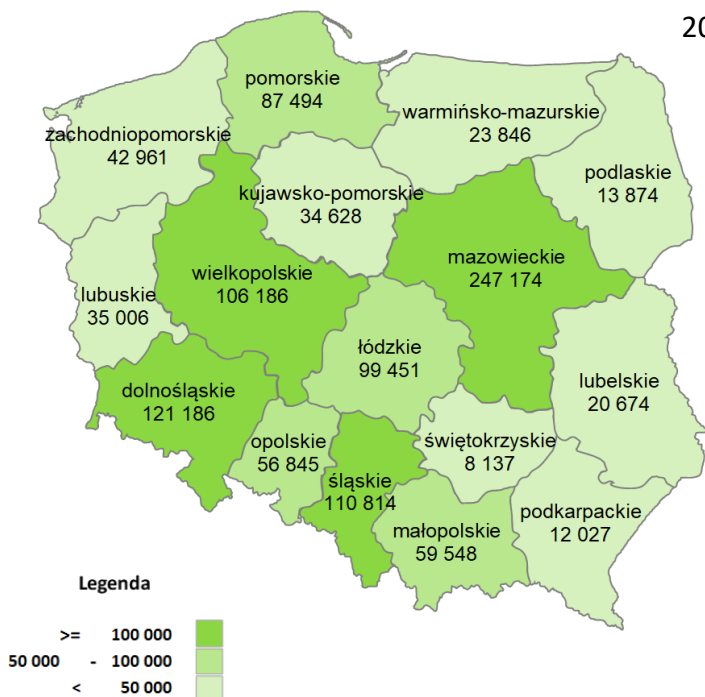 20
pomorskie
87 494
warmińsko-mazurskie
23 846
zachodniopomorskie
42 961
podlaskie
13 874
kujawsko-pomorskie
34 628
mazowieckie
247 174
wielkopolskie
106 186
lubuskie
35 006
łódzkie
99 451
lubelskie
20 674
dolnośląskie
121 186
opolskie
56 845
świętokrzyskie
8 137
śląskie
110 814
podkarpackie
12 027
małopolskie
59 548
Legenda
>= 100 000
50 000 - 100 000
< 50 000